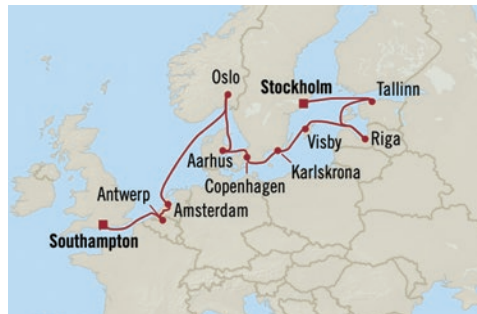 Oslo
Stockholm
Tallinn
Visby
Riga
Aarhus
Copenhagen
Karlskrona
Antwerp
Amsterdam
Southampton